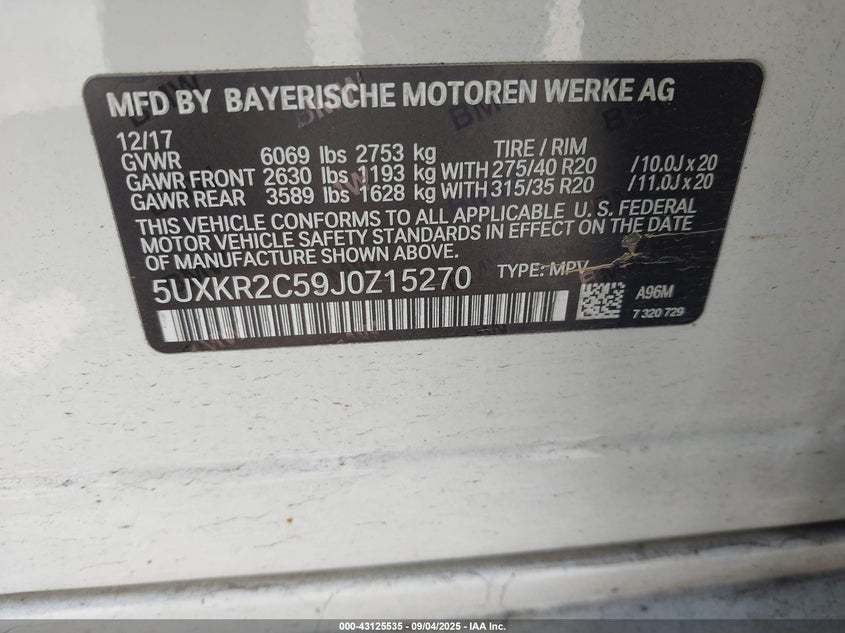 MFD BY BAYERISCHE MOTOREN WERKE AG
12/17
GVWR 6069 lbs 2753 kg TIRE / RIM
GAWR FRONT 2630 lbs 1193 kg WITH 275/40 R20 / 10.0J x 20
GAWR REAR 3589 lbs 1628 kg WITH 315/35 R20 / 11.0J x 20
THIS VEHICLE CONFORMS TO ALL APPLICABLE U. S. FEDERAL
MOTOR VEHICLE SAFETY STANDARDS IN EFFECT ON THE DATE
OF MANUFACTURE SHOWN ABOVE.
5UXKR2C59J0Z15270 TYPE: MPV
A96M
7 320 729
000-43125535 - 09/04/2025 - IAA Inc.